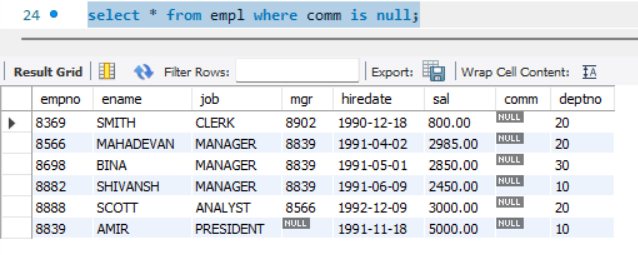 24 select * from empl where comm is null;
Result Grid Filter Rows: Export: Wrap Cell Content: IA
empno ename job mgr hiredate sal comm deptno
8369 SMITH CLERK 8902 1990-12-18 800.00 NULL 20
8566 MAHADEVAN MANAGER 8839 1991-04-02 2985.00 NULL 20
8698 BINA MANAGER 8839 1991-05-01 2850.00 NULL 30
8882 SHIVANSH MANAGER 8839 1991-06-09 2450.00 NULL 10
8888 SCOTT ANALYST 8566 1992-12-09 3000.00 NULL 20
8839 AMIR PRESIDENT NULL 1991-11-18 5000.00 NULL 10